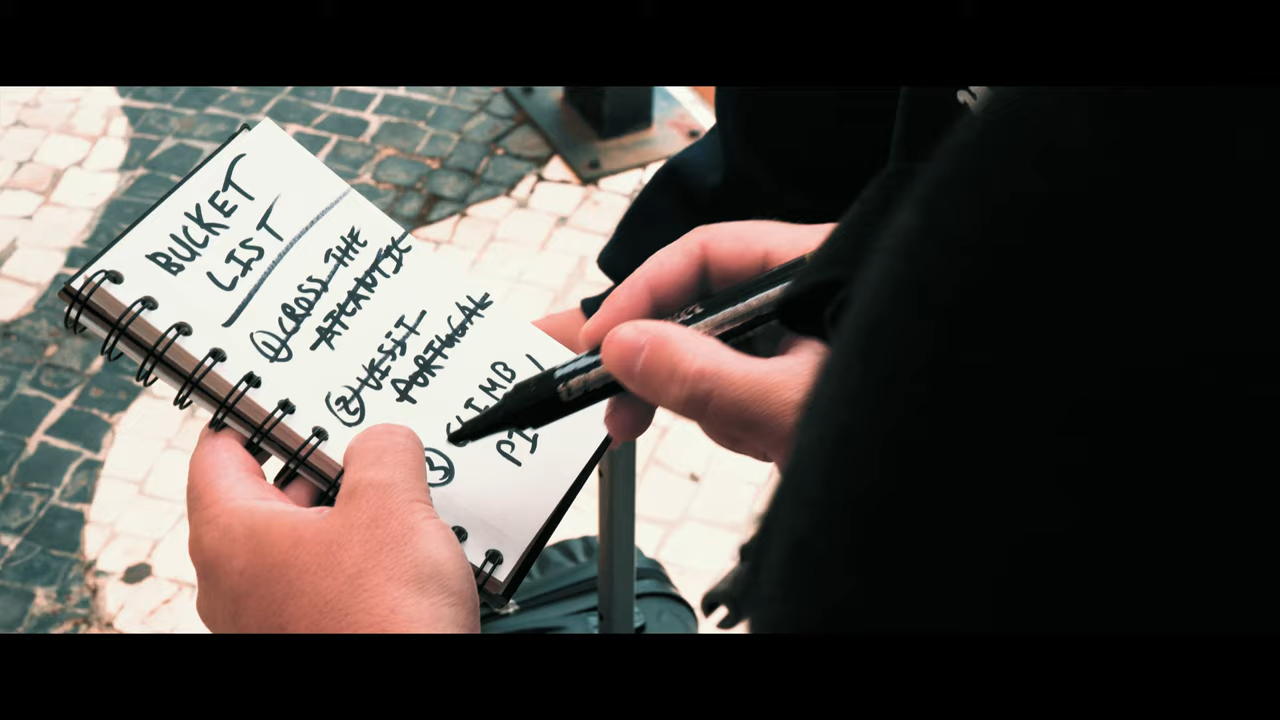 BUCKET
LIST
① CROSS THE
ATLANTIC
② VISIT
PORTUGAL
③ CLIMB